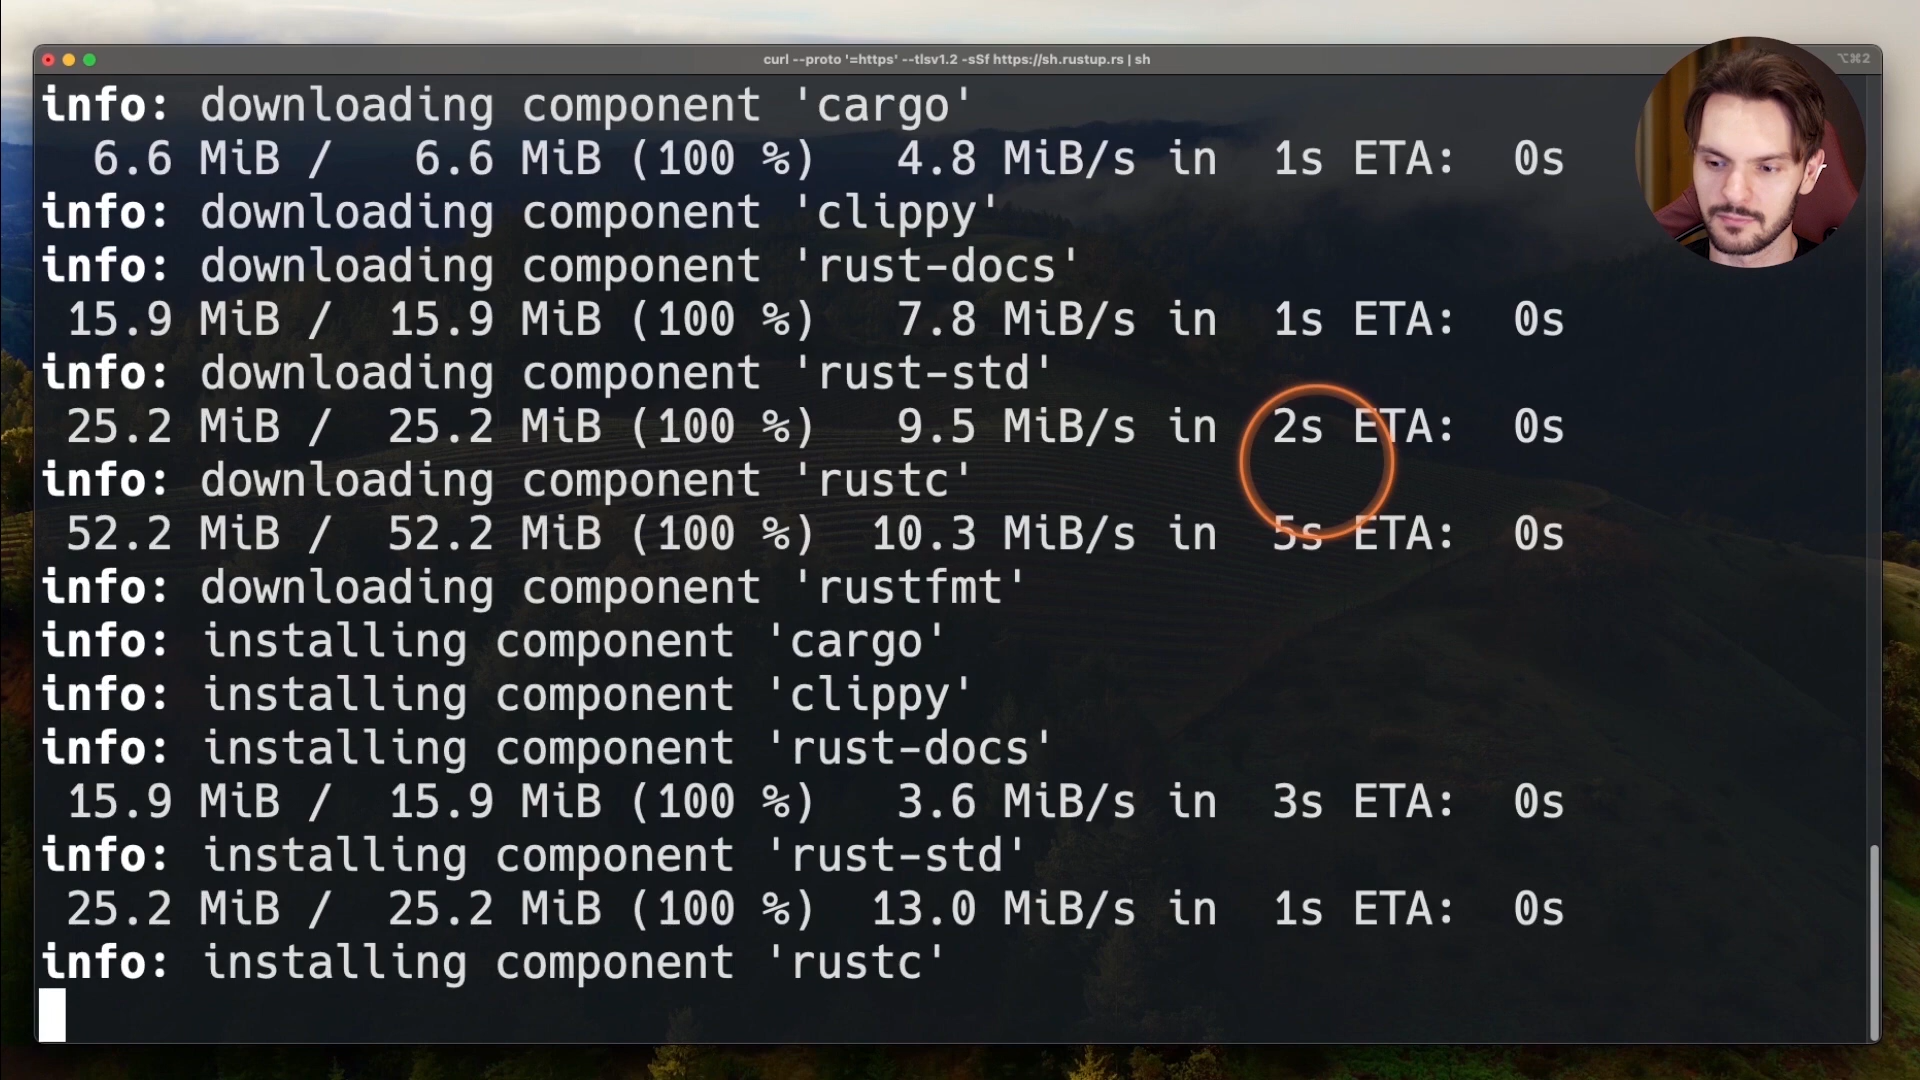 curl --proto '=https' --tlsv1.2 -sSf https://sh.rustup.rs | sh
⌥⌘2
info: downloading component 'cargo'
6.6 MiB / 6.6 MiB (100 %) 4.8 MiB/s in 1s ETA: 0s
info: downloading component 'clippy'
info: downloading component 'rust-docs'
15.9 MiB / 15.9 MiB (100 %) 7.8 MiB/s in 1s ETA: 0s
info: downloading component 'rust-std'
25.2 MiB / 25.2 MiB (100 %) 9.5 MiB/s in 2s ETA: 0s
info: downloading component 'rustc'
52.2 MiB / 52.2 MiB (100 %) 10.3 MiB/s in 5s ETA: 0s
info: downloading component 'rustfmt'
info: installing component 'cargo'
info: installing component 'clippy'
info: installing component 'rust-docs'
15.9 MiB / 15.9 MiB (100 %) 3.6 MiB/s in 3s ETA: 0s
info: installing component 'rust-std'
25.2 MiB / 25.2 MiB (100 %) 13.0 MiB/s in 1s ETA: 0s
info: installing component 'rustc'